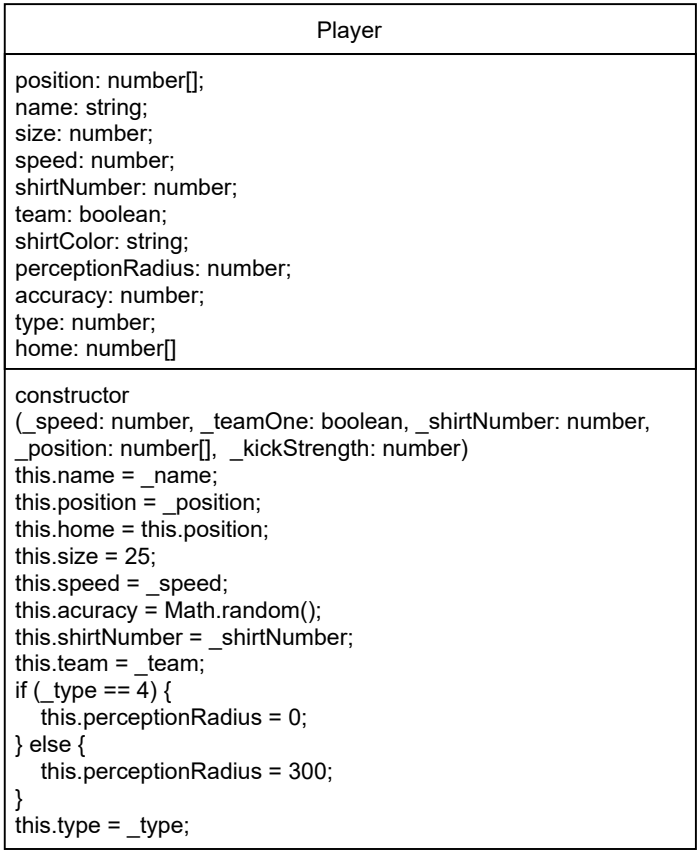 Player
position: number[];
name: string;
size: number;
speed: number;
shirtNumber: number;
team: boolean;
shirtColor: string;
perceptionRadius: number;
accuracy: number;
type: number;
home: number[]
constructor
(_speed: number, _teamOne: boolean, _shirtNumber: number,
_position: number[],  _kickStrength: number)
this.name = _name;
this.position = _position;
this.home = this.position;
this.size = 25;
this.speed = _speed;
this.acuracy = Math.random();
this.shirtNumber = _shirtNumber;
this.team = _team;
if (_type == 4) {
    this.perceptionRadius = 0;
} else {
    this.perceptionRadius = 300;
}
this.type = _type;